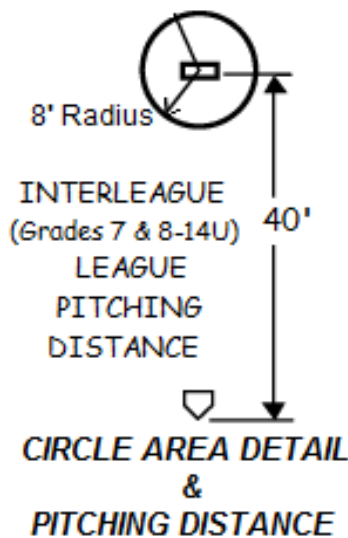 8' Radius
INTERLEAGUE
(Grades 7 & 8-14U)
40'
LEAGUE
PITCHING
DISTANCE
CIRCLE AREA DETAIL
&
PITCHING DISTANCE